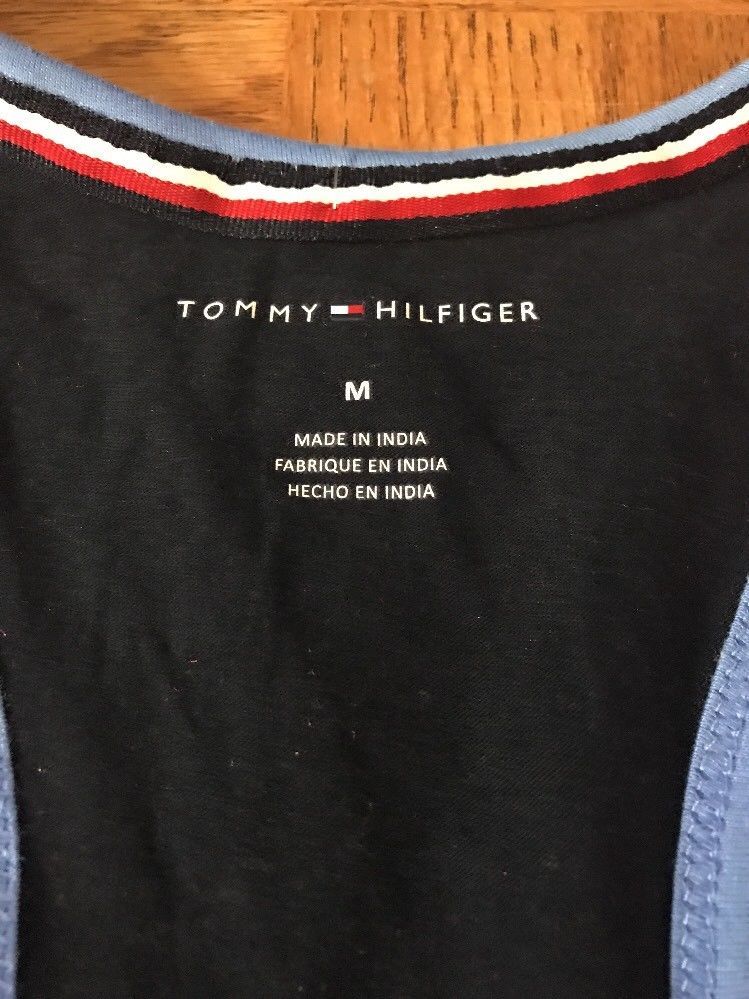 TOMMY HILFIGER
M
MADE IN INDIA
FABRIQUE EN INDIA
HECHO EN INDIA